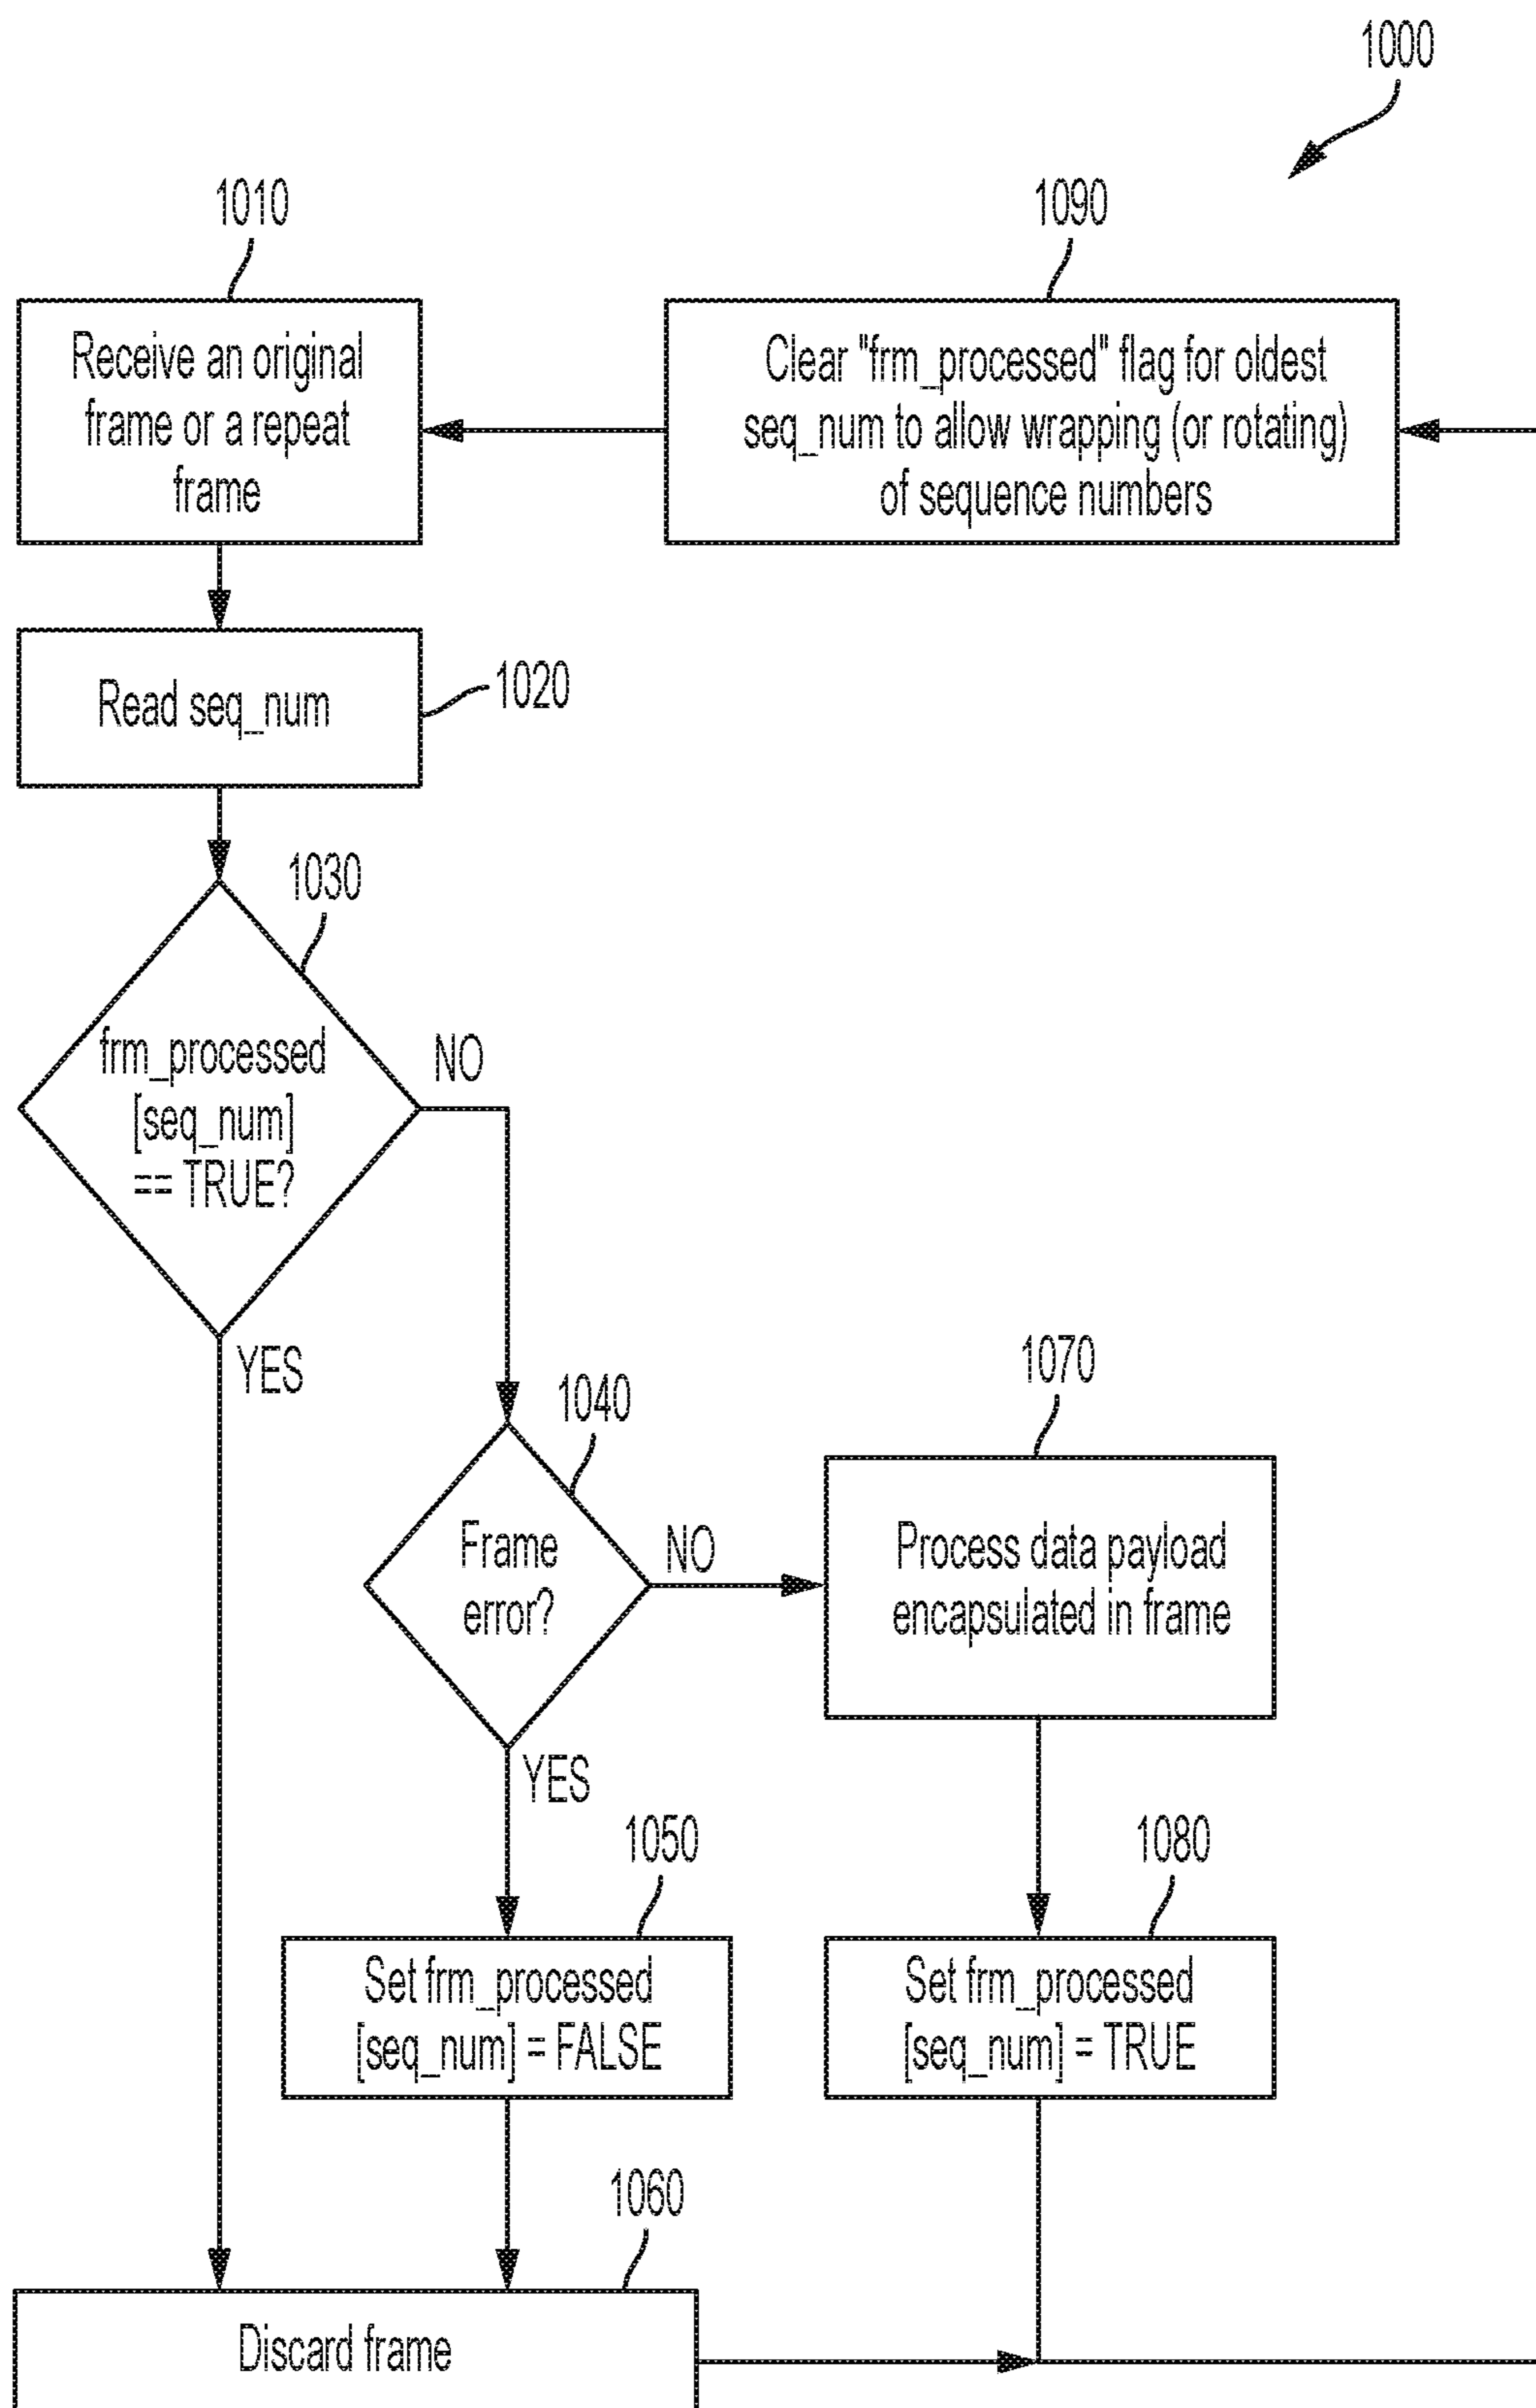 1000
1010
1090
Receive an original
frame or a repeat
frame
Clear "frm_processed" flag for oldest
seq_num to allow wrapping (or rotating)
of sequence numbers
Read seq_num
1020
1030
frm_processed
[seq_num]
== TRUE?
NO
YES
1040
1070
Frame
error?
NO
Process data payload
encapsulated in frame
YES
1050
1080
Set frm_processed
[seq_num] = FALSE
Set frm_processed
[seq_num] = TRUE
1060
Discard frame